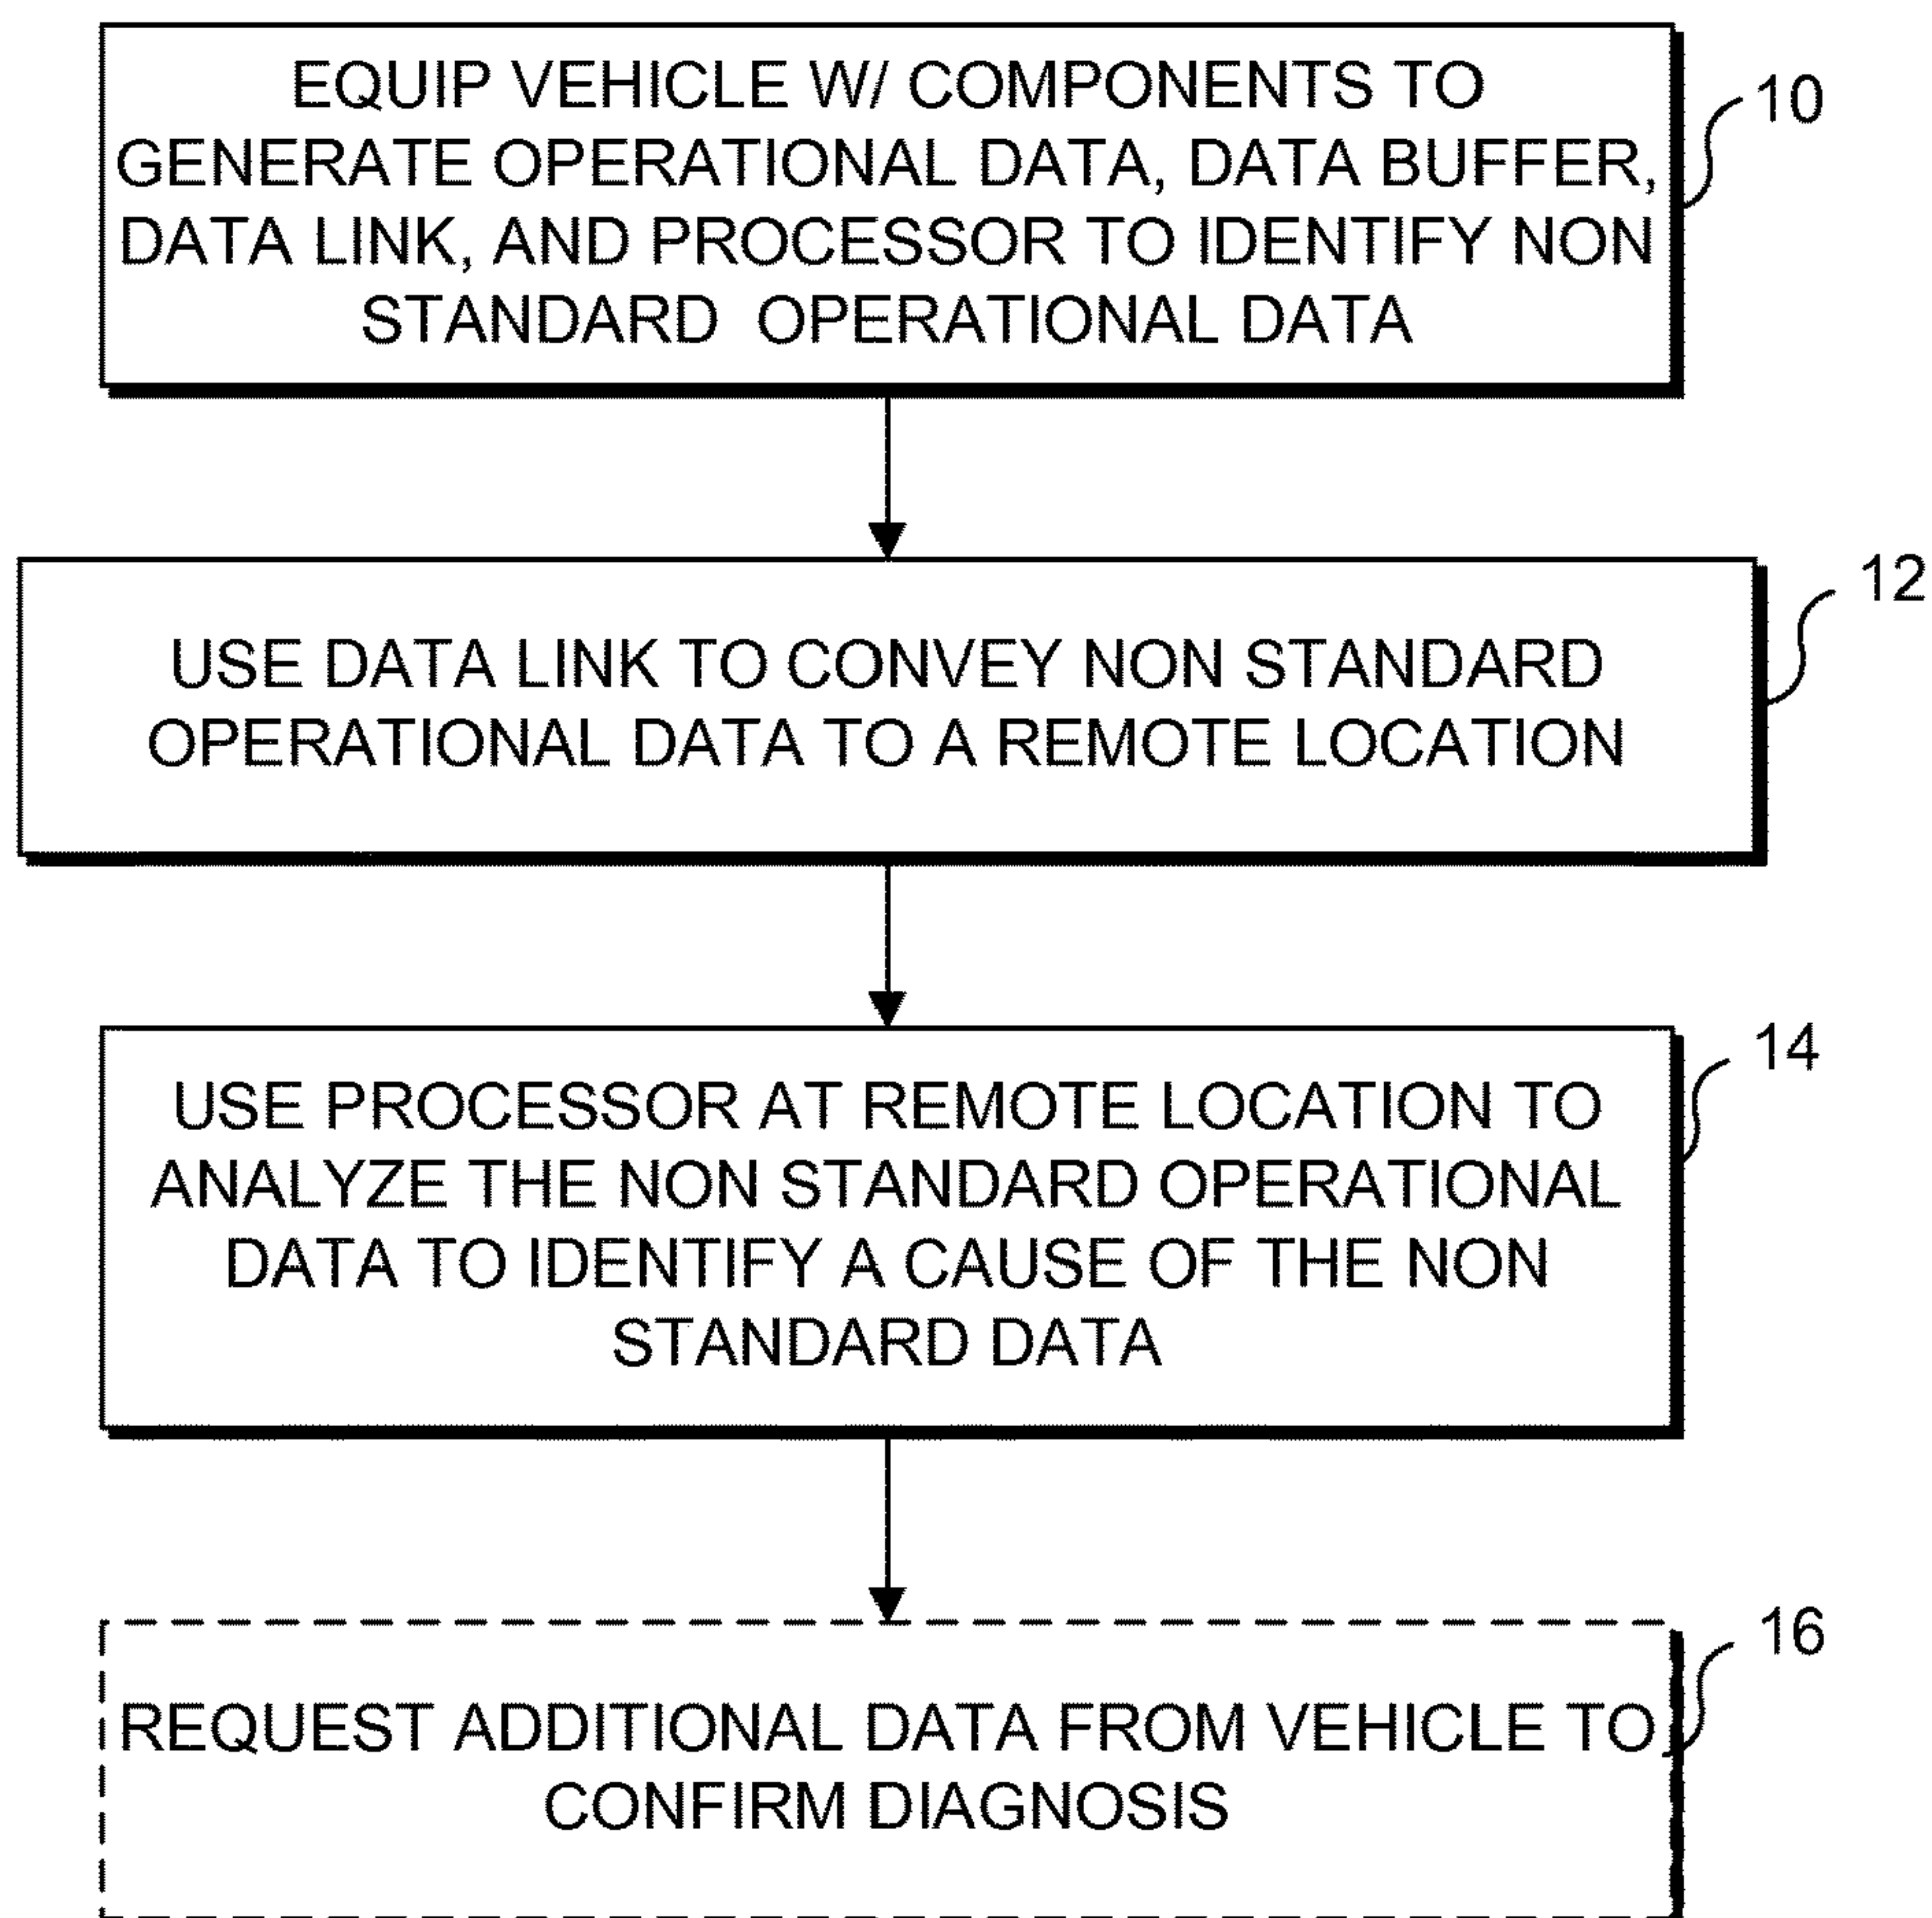 EQUIP VEHICLE W/ COMPONENTS TO
GENERATE OPERATIONAL DATA, DATA BUFFER,
DATA LINK, AND PROCESSOR TO IDENTIFY NON
STANDARD OPERATIONAL DATA
10
USE DATA LINK TO CONVEY NON STANDARD
OPERATIONAL DATA TO A REMOTE LOCATION
12
USE PROCESSOR AT REMOTE LOCATION TO
ANALYZE THE NON STANDARD OPERATIONAL
DATA TO IDENTIFY A CAUSE OF THE NON
STANDARD DATA
14
REQUEST ADDITIONAL DATA FROM VEHICLE TO
CONFIRM DIAGNOSIS
16